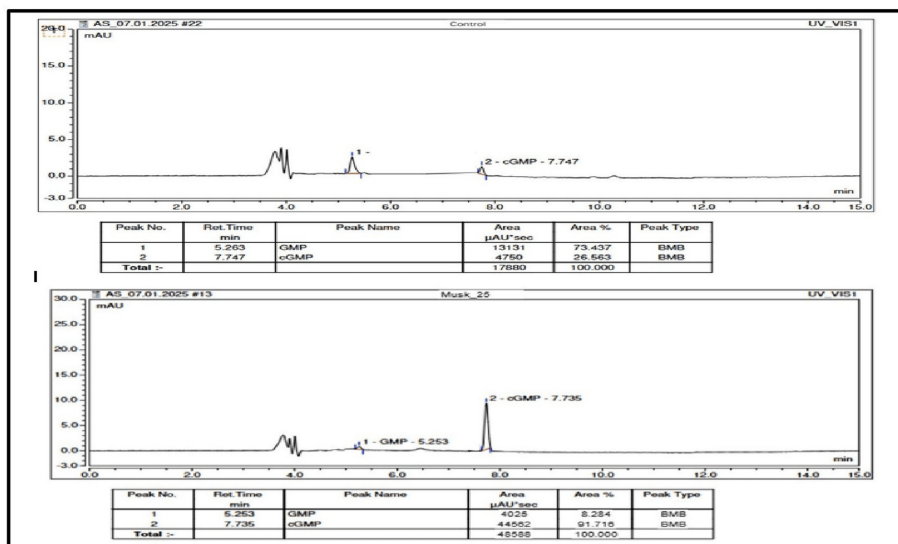 AS_07.01.2025 #22 Control UV_VIS1
mAU
20.0
15.0
10.0
5.0
0.0
-3.0
1 -
2 - cGMP - 7.747
min
0.0 2.0 4.0 6.0 8.0 10.0 12.0 15.0
Peak No. Ret.Time Peak Name Area Area % Peak Type
min µAU*sec
1 5.263 GMP 13131 73.437 BMB
2 7.747 cGMP 4750 26.563 BMB
Total :- 17880 100.000
AS_07.01.2025 #13 Musk_25 UV_VIS1
30.0
mAU
25.0
20.0
15.0
10.0
5.0
0.0
-3.0
1 - GMP - 5.253
2 - cGMP - 7.735
min
0.0 2.0 4.0 6.0 8.0 10.0 12.0 15.0
Peak No. Ret.Time Peak Name Area Area % Peak Type
min µAU*sec
1 5.253 GMP 4025 8.284 BMB
2 7.735 cGMP 44562 91.716 BMB
Total :- 48588 100.000